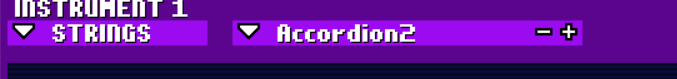 INSTRUMENT 1
STRINGS Accordion2 - +